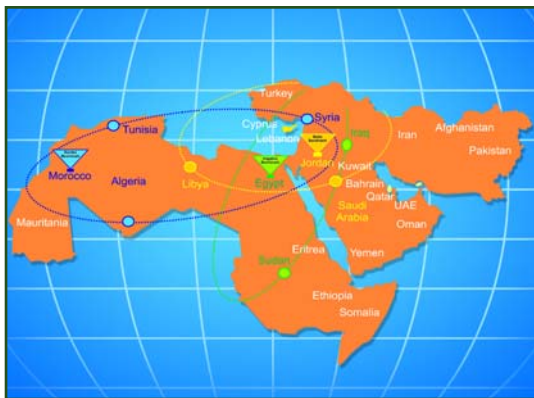 Turkey
Cyprus
Syria
Tunisia
Lebanon
Iraq
Iran
Afghanistan
Pakistan
Morocco
Algeria
Libya
Egypt
Jordan
Kuwait
Bahrain
Qatar
UAE
Saudi
Arabia
Oman
Mauritania
Eritrea
Yemen
Sudan
Ethiopia
Somalia